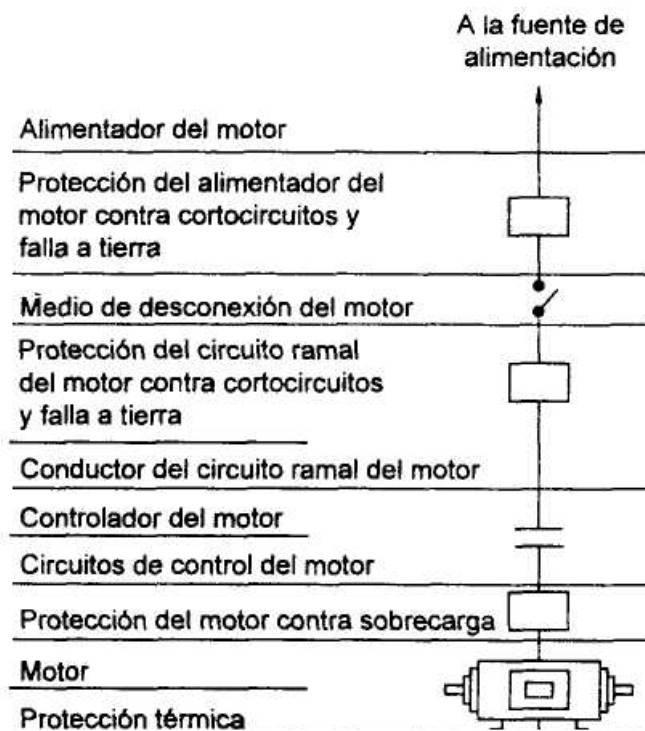 A la fuente de
alimentación
Alimentador del motor
Protección del alimentador del
motor contra cortocircuitos y
falla a tierra
Medio de desconexión del motor
Protección del circuito ramal
del motor contra cortocircuitos
y falla a tierra
Conductor del circuito ramal del motor
Controlador del motor
Circuitos de control del motor
Protección del motor contra sobrecarga
Motor
Protección térmica